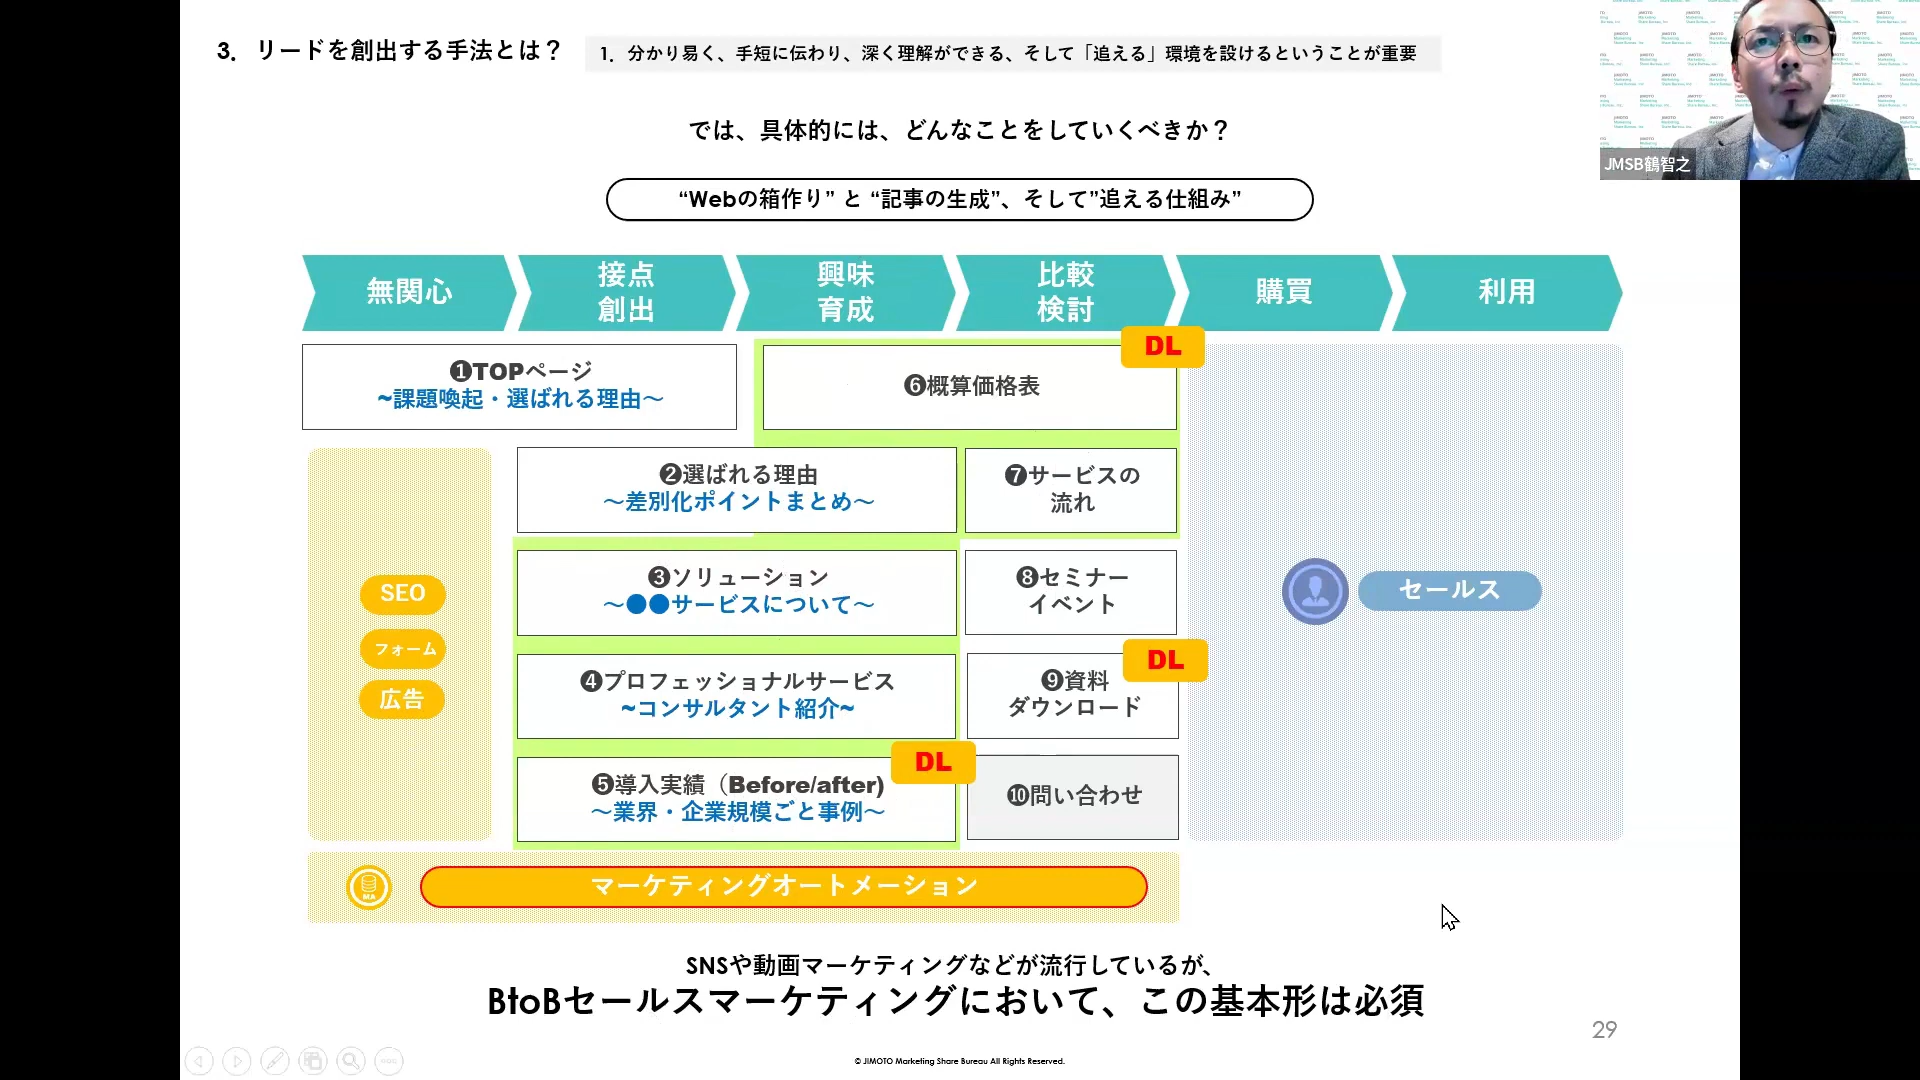 3．リードを創出する手法とは？
1．分かり易く、手短に伝わり、深く理解ができる、そして「追える」環境を設けるということが重要
JMSB鶴智之
では、具体的には、どんなことをしていくべきか？
“Webの箱作り” と “記事の生成”、そして”追える仕組み”
無関心
接点
創出
興味
育成
比較
検討
購買
利用
❶TOPページ
~課題喚起・選ばれる理由～
DL
❻概算価格表
❷選ばれる理由
～差別化ポイントまとめ～
❼サービスの
流れ
❸ソリューション
～●●サービスについて～
❽セミナー
イベント
SEO
フォーム
広告
セールス
❹プロフェッショナルサービス
~コンサルタント紹介~
DL
❾資料
ダウンロード
DL
❺導入実績（Before/after)
～業界・企業規模ごと事例～
❿問い合わせ
MA
マーケティングオートメーション
SNSや動画マーケティングなどが流行しているが、
BtoBセールスマーケティングにおいて、この基本形は必須
29
© JIMOTO Marketing Share Bureau All Rights Reserved.